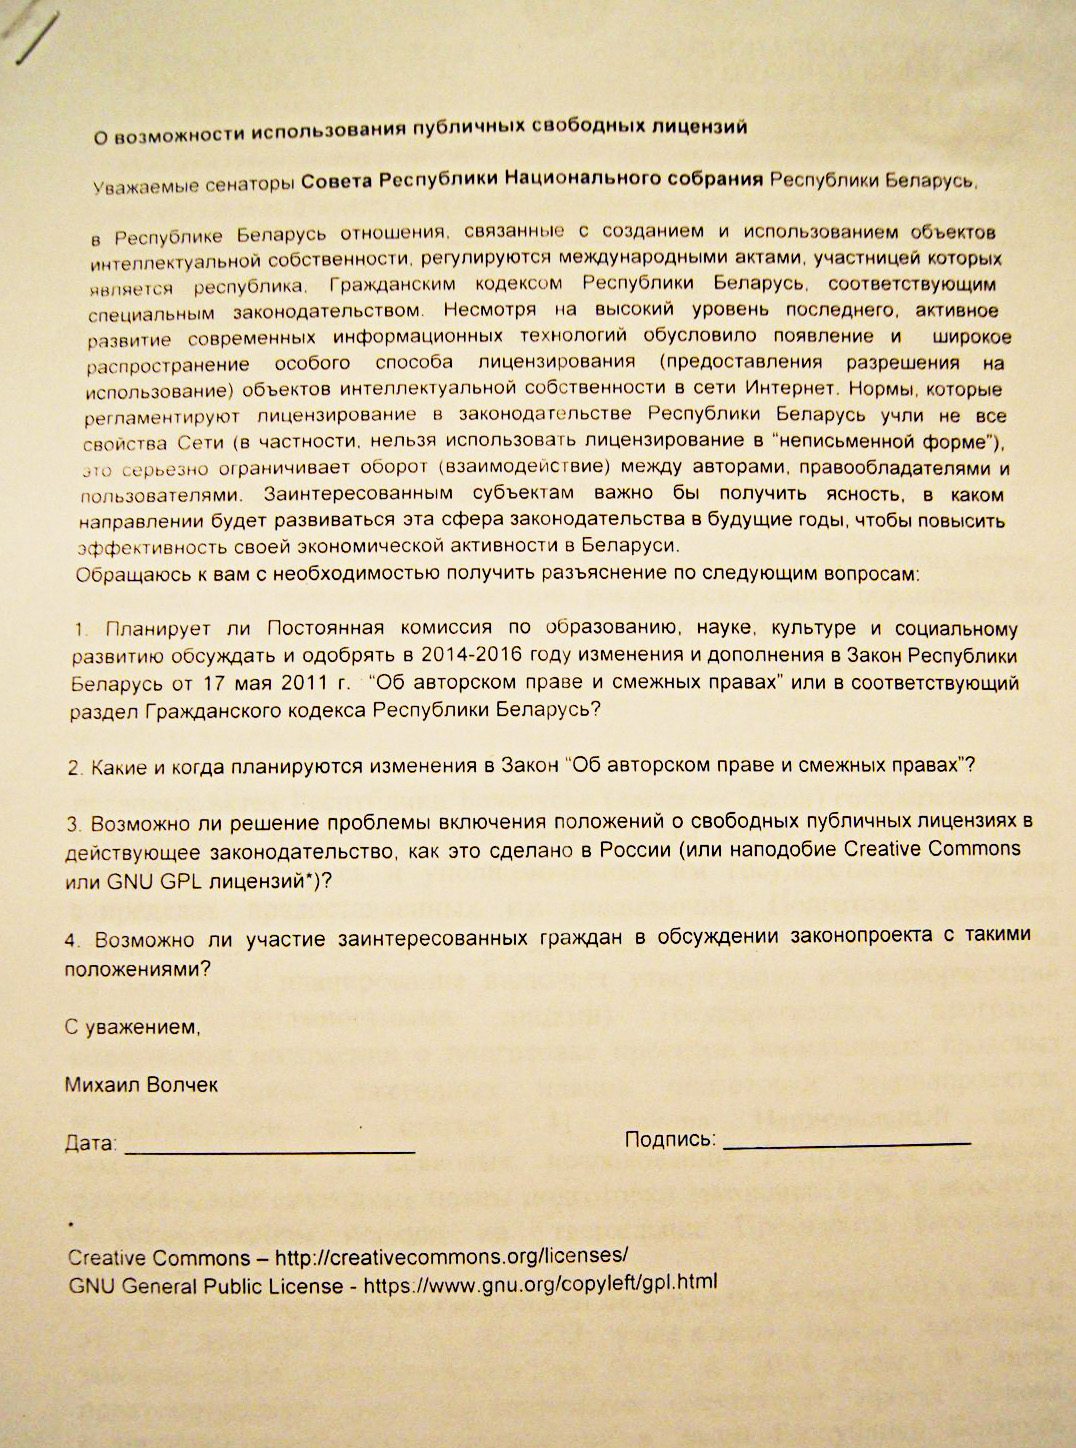 О возможности использования публичных свободных лицензий
Уважаемые сенаторы Совета Республики Национального собрания Республики Беларусь,
в Республике Беларусь отношения, связанные с созданием и использованием объектов
интеллектуальной собственности, регулируются международными актами, участницей которых
является республика, Гражданским кодексом Республики Беларусь, соответствующим
специальным законодательством. Несмотря на высокий уровень последнего, активное
развитие современных информационных технологий обусловило появление и широкое
распространение особого способа лицензирования (предоставления разрешения на
использование) объектов интеллектуальной собственности в сети Интернет. Нормы, которые
регламентируют лицензирование в законодательстве Республики Беларусь учли не все
свойства Сети (в частности, нельзя использовать лицензирование в “неписьменной форме”),
это серьезно ограничивает оборот (взаимодействие) между авторами, правообладателями и
пользователями. Заинтересованным субъектам важно бы получить ясность, в каком
направлении будет развиваться эта сфера законодательства в будущие годы, чтобы повысить
эффективность своей экономической активности в Беларуси.
Обращаюсь к вам с необходимостью получить разъяснение по следующим вопросам:
1. Планирует ли Постоянная комиссия по образованию, науке, культуре и социальному
развитию обсуждать и одобрять в 2014-2016 году изменения и дополнения в Закон Республики
Беларусь от 17 мая 2011 г. “Об авторском праве и смежных правах” или в соответствующий
раздел Гражданского кодекса Республики Беларусь?
2. Какие и когда планируются изменения в Закон “Об авторском праве и смежных правах”?
3. Возможно ли решение проблемы включения положений о свободных публичных лицензиях в
действующее законодательство, как это сделано в России (или наподобие Creative Commons
или GNU GPL лицензий*)?
4. Возможно ли участие заинтересованных граждан в обсуждении законопроекта с такими
положениями?
С уважением,
Михаил Волчек
Дата: Подпись:
*
Creative Commons – http://creativecommons.org/licenses/
GNU General Public License - https://www.gnu.org/copyleft/gpl.html